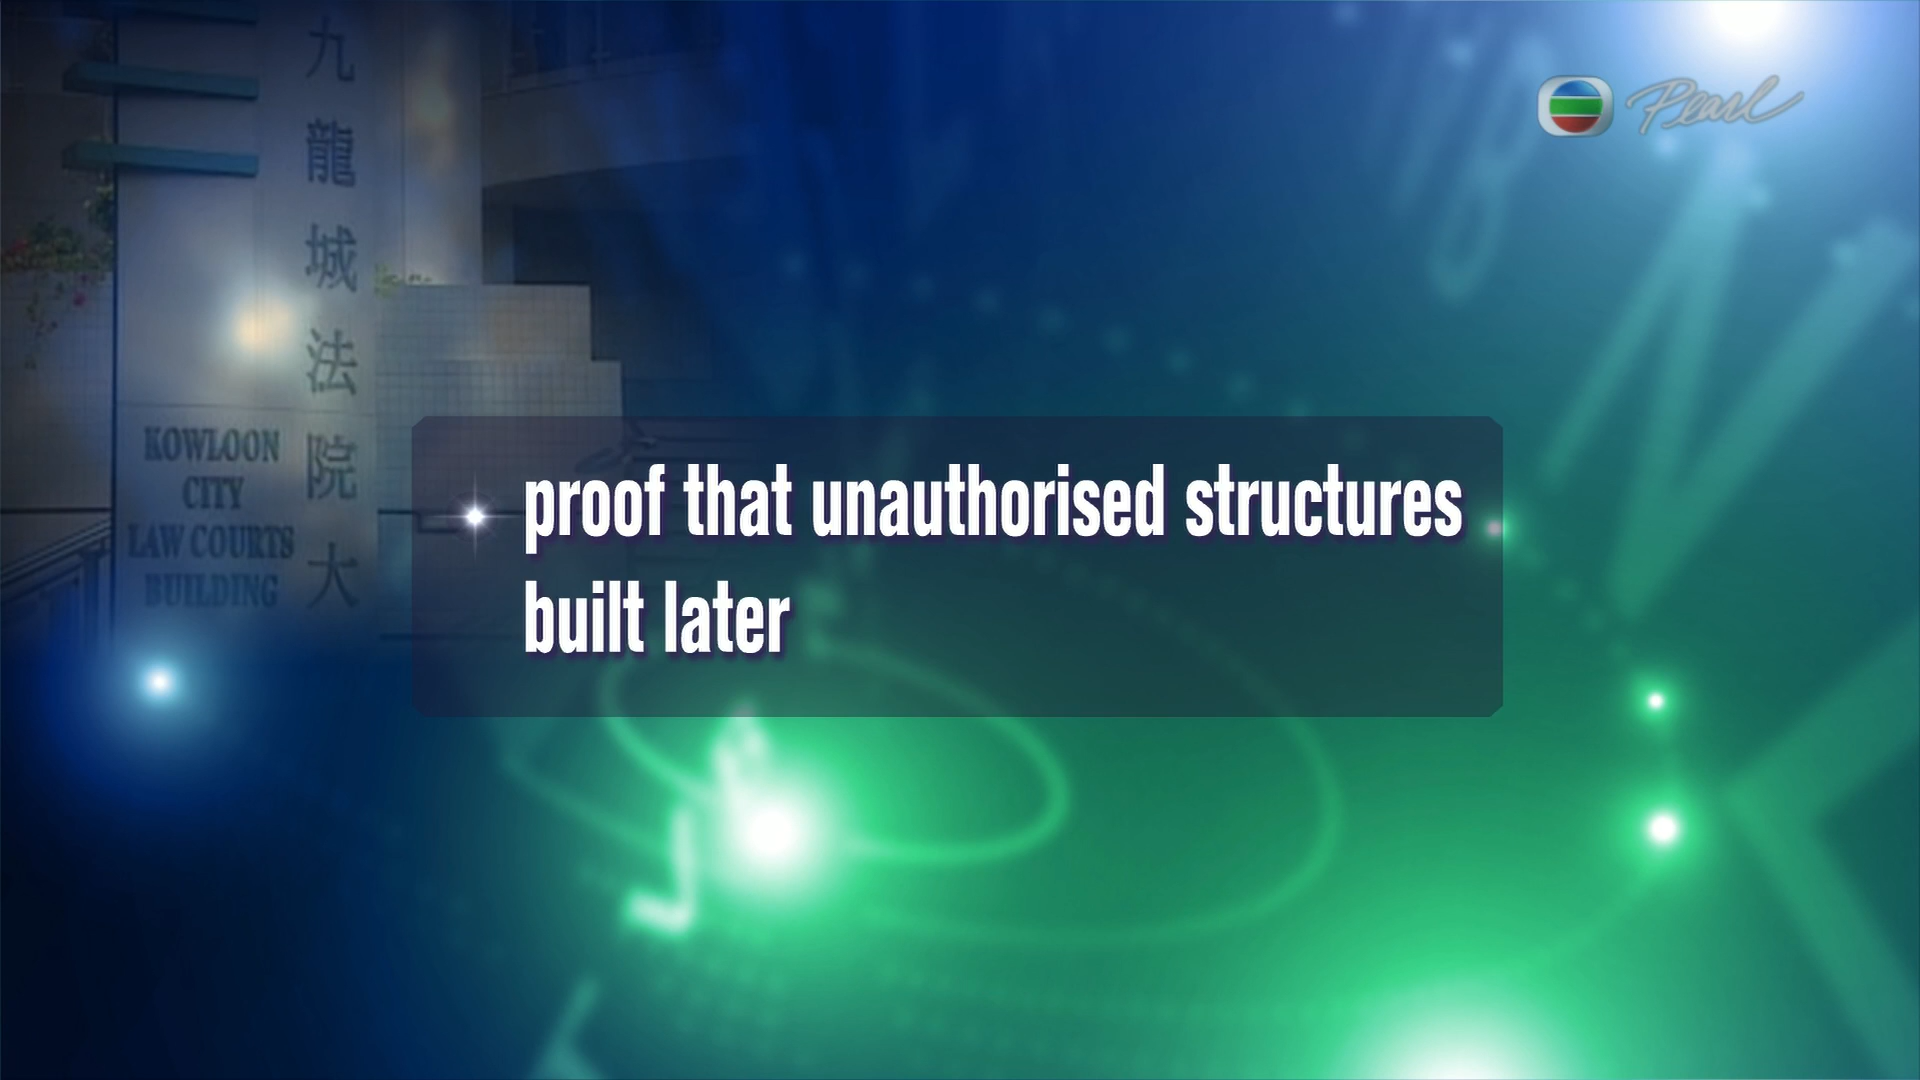 九龍城法院大
KOWLOON
CITY
LAW COURTS
BUILDING
Pearl
proof that unauthorised structures
built later